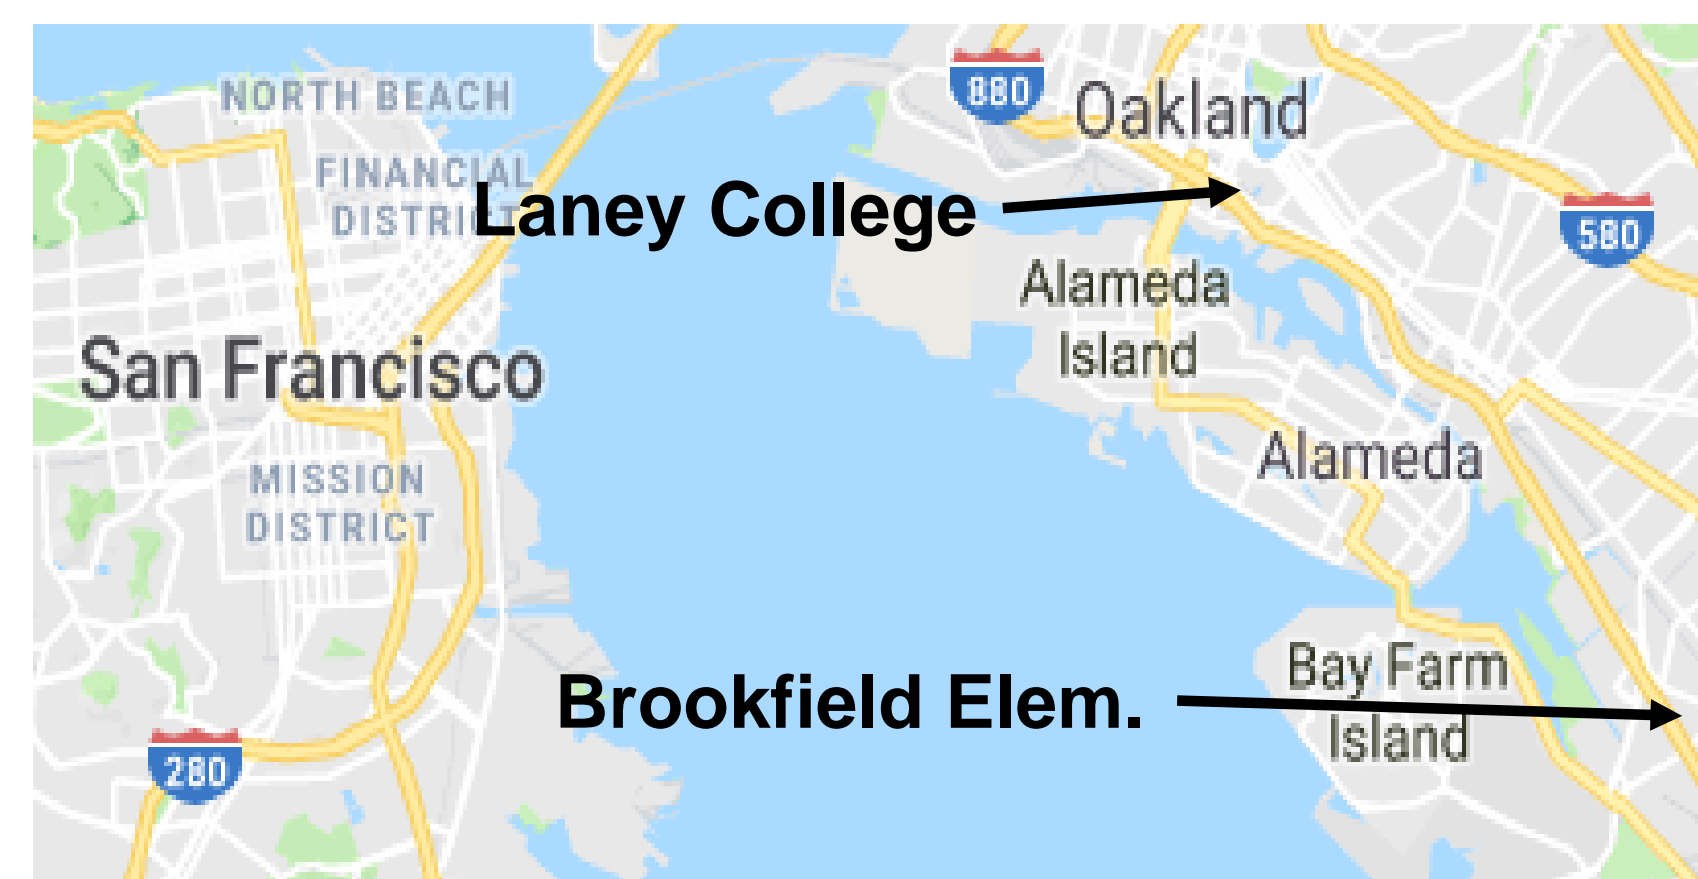 NORTH BEACH
880
Oakland
FINANCIAL
DISTRICT
Laney College
580
Alameda
Island
San Francisco
Alameda
MISSION
DISTRICT
Bay Farm
Island
Brookfield Elem.
280